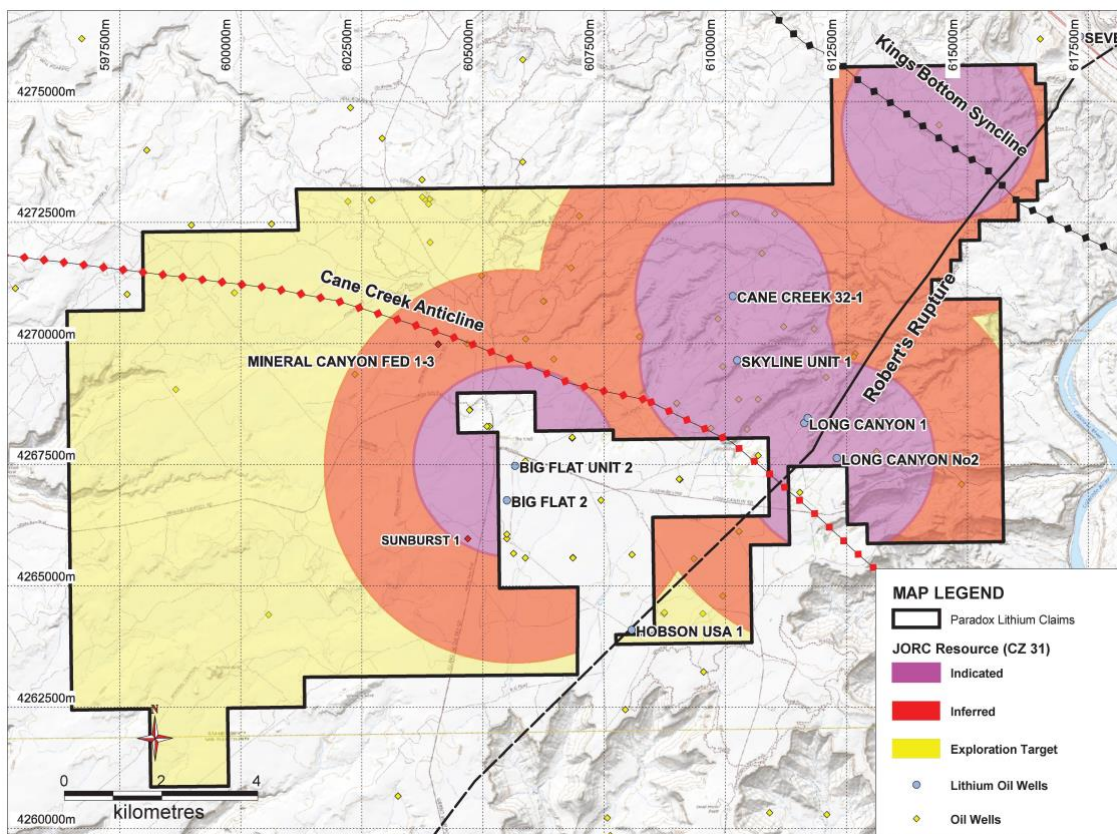 597500m
600000m
602500m
605000m
607500m
610000m
612500m
615000m
617500m
SEVE
4275000m
4272500m
4270000m
4267500m
4265000m
4262500m
4260000m
Kings Bottom Syncline
Cane Creek Anticline
Robert's Rupture
CANE CREEK 32-1
MINERAL CANYON FED 1-3
SKYLINE UNIT 1
LONG CANYON 1
LONG CANYON No2
BIG FLAT UNIT 2
BIG FLAT 2
SUNBURST 1
HOBSON USA 1
N
0 2 4
kilometres
MAP LEGEND
Paradox Lithium Claims
JORC Resource (CZ 31)
Indicated
Inferred
Exploration Target
Lithium Oil Wells
Oil Wells